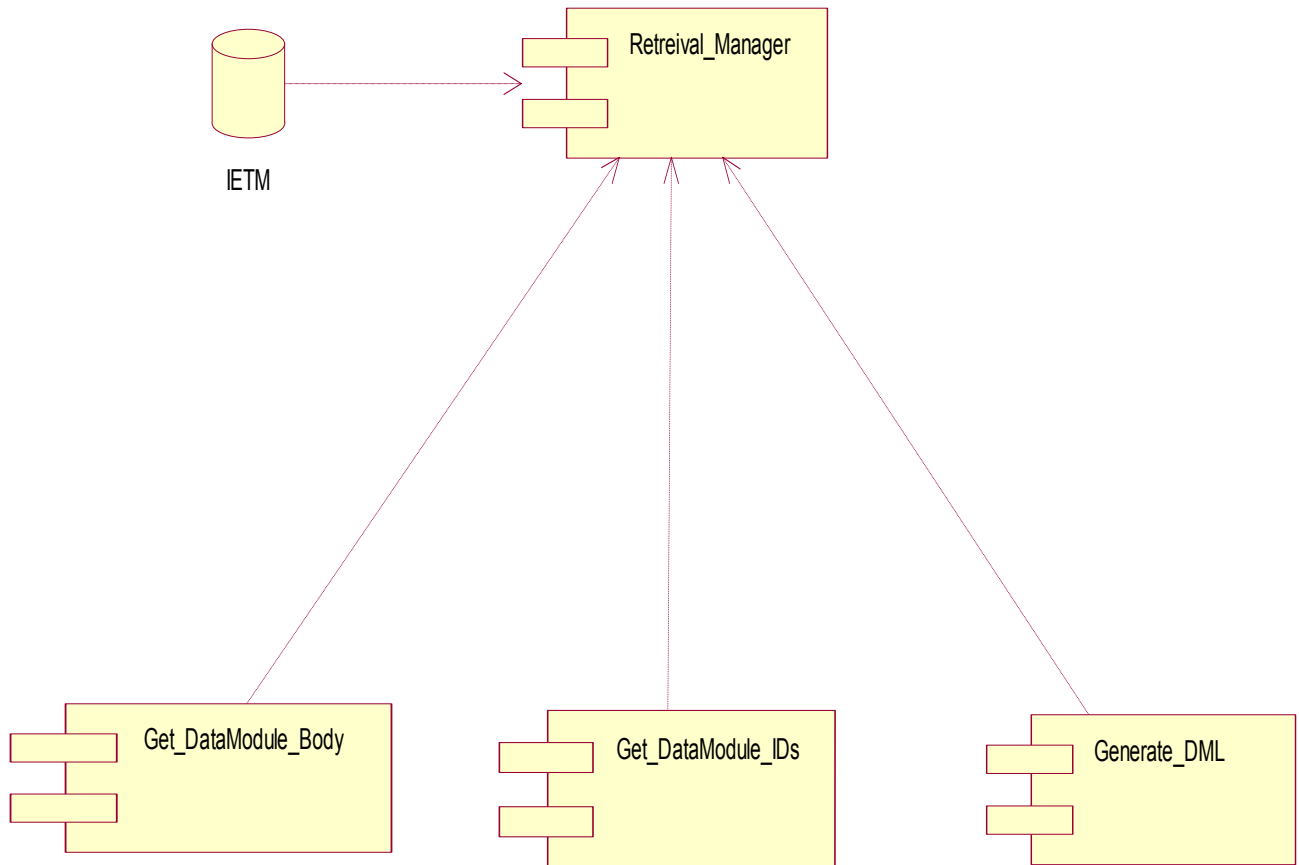 Retreival_Manager
IETM
Get_DataModule_Body
Get_DataModule_IDs
Generate_DML